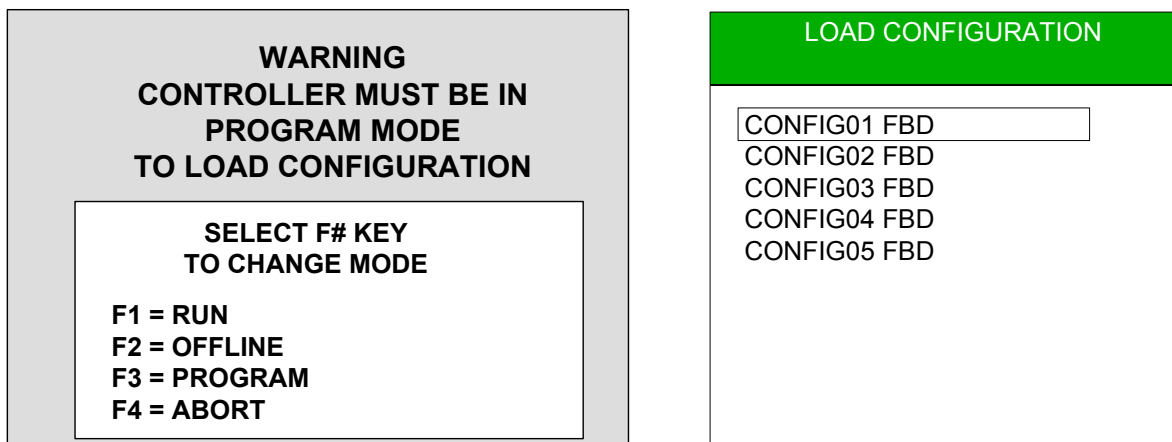 WARNING
CONTROLLER MUST BE IN
PROGRAM MODE
TO LOAD CONFIGURATION
SELECT F# KEY
TO CHANGE MODE
F1 = RUN
F2 = OFFLINE
F3 = PROGRAM
F4 = ABORT
LOAD CONFIGURATION
CONFIG01 FBD
CONFIG02 FBD
CONFIG03 FBD
CONFIG04 FBD
CONFIG05 FBD